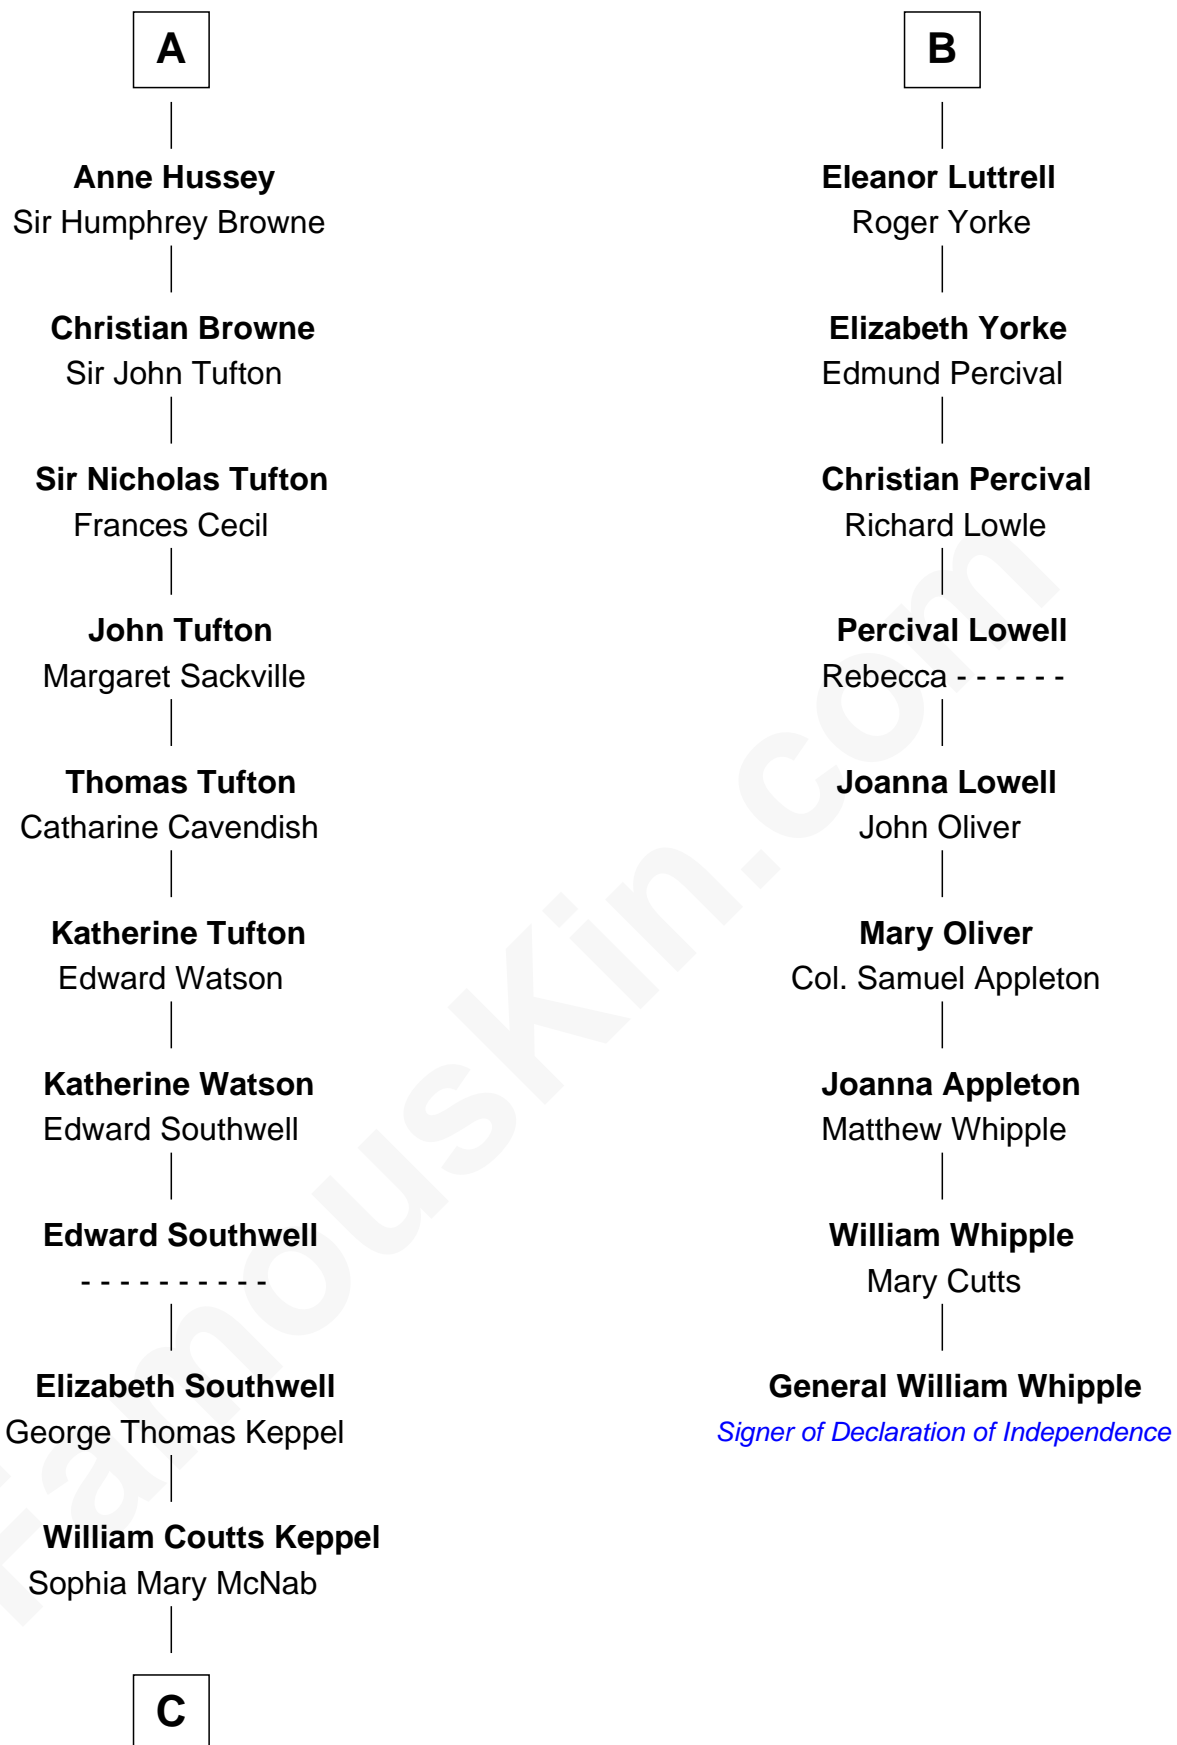 A
Anne Hussey
Sir Humphrey Browne
Christian Browne
Sir John Tufton
Sir Nicholas Tufton
Frances Cecil
John Tufton
Margaret Sackville
Thomas Tufton
Catharine Cavendish
Katherine Tufton
Edward Watson
Katherine Watson
Edward Southwell
Edward Southwell
- - - - - - - - - -
Elizabeth Southwell
George Thomas Keppel
William Coutts Keppel
Sophia Mary McNab
C
B
Eleanor Luttrell
Roger Yorke
Elizabeth Yorke
Edmund Percival
Christian Percival
Richard Lowle
Percival Lowell
Rebecca - - - - - -
Joanna Lowell
John Oliver
Mary Oliver
Col. Samuel Appleton
Joanna Appleton
Matthew Whipple
William Whipple
Mary Cutts
General William Whipple
Signer of Declaration of Independence
FamousKin.com